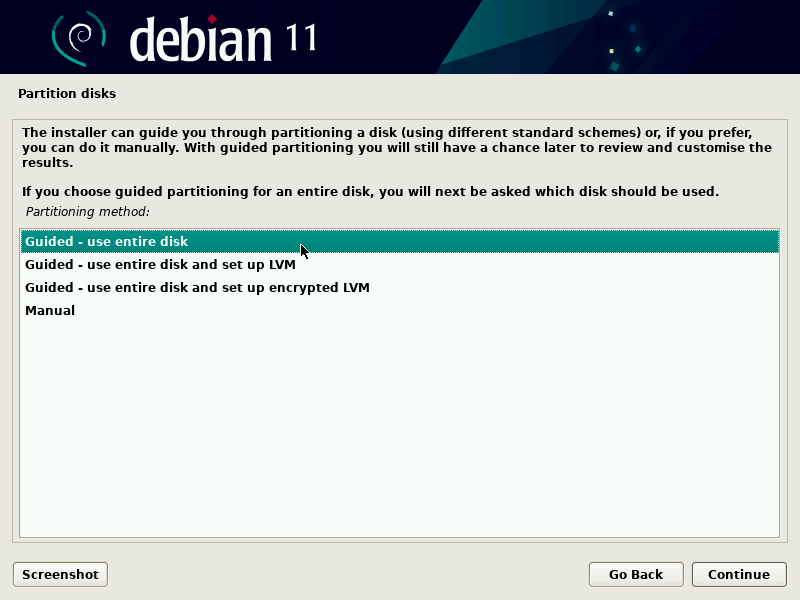 debian 11
Partition disks
The installer can guide you through partitioning a disk (using different standard schemes) or, if you prefer,
you can do it manually. With guided partitioning you will still have a chance later to review and customise the
results.
If you choose guided partitioning for an entire disk, you will next be asked which disk should be used.
Partitioning method:
Guided - use entire disk
Guided - use entire disk and set up LVM
Guided - use entire disk and set up encrypted LVM
Manual
Screenshot
Go Back
Continue